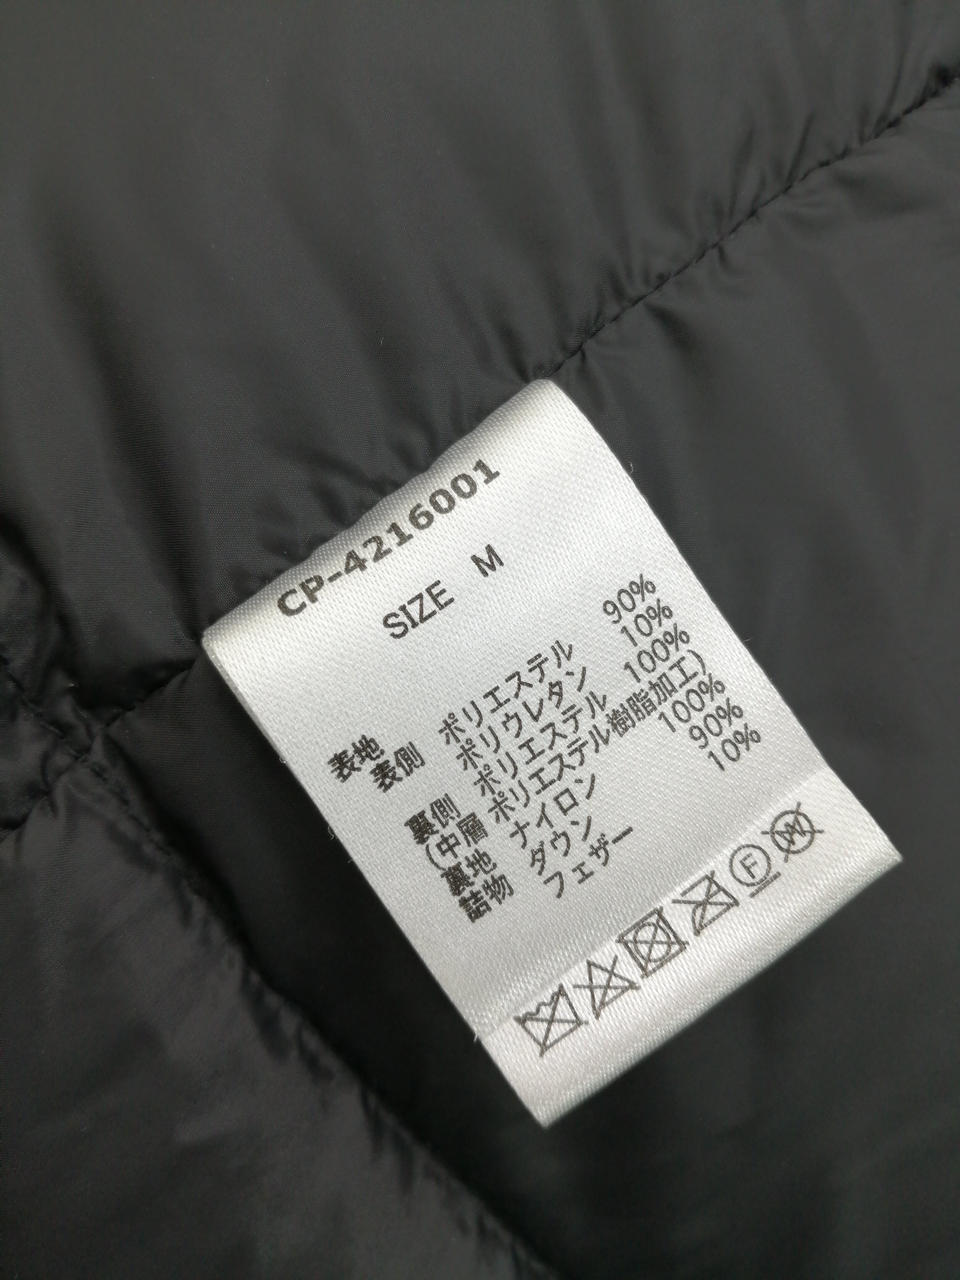 CP-4216001
SIZE M
表地
表側 ポリエステル 90%
ポリウレタン 10%
裏側 ポリエステル 100%
(中層 ポリエステル樹脂加工)
裏地 ナイロン 100%
詰物 ダウン 90%
フェザー 10%
F
W